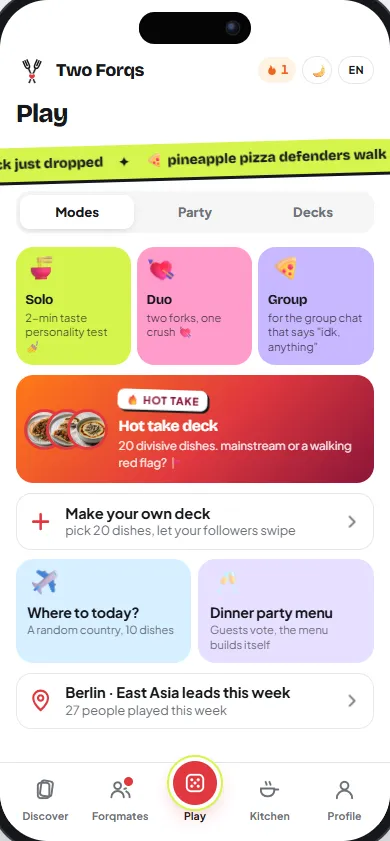 Two Forqs
1
EN
Play
just dropped ✦ 🍕 pineapple pizza defenders walk
Modes
Party
Decks
Solo
2-min taste
personality test
Duo
two forks, one
crush 💘
Group
for the group chat
that says "idk,
anything"
🔥 HOT TAKE
Hot take deck
20 divisive dishes. mainstream or a walking
red flag? 🚩
Make your own deck
pick 20 dishes, let your followers swipe
Where to today?
A random country, 10 dishes
Dinner party menu
Guests vote, the menu
builds itself
Berlin · East Asia leads this week
27 people played this week
Discover
Forqmates
Play
Kitchen
Profile